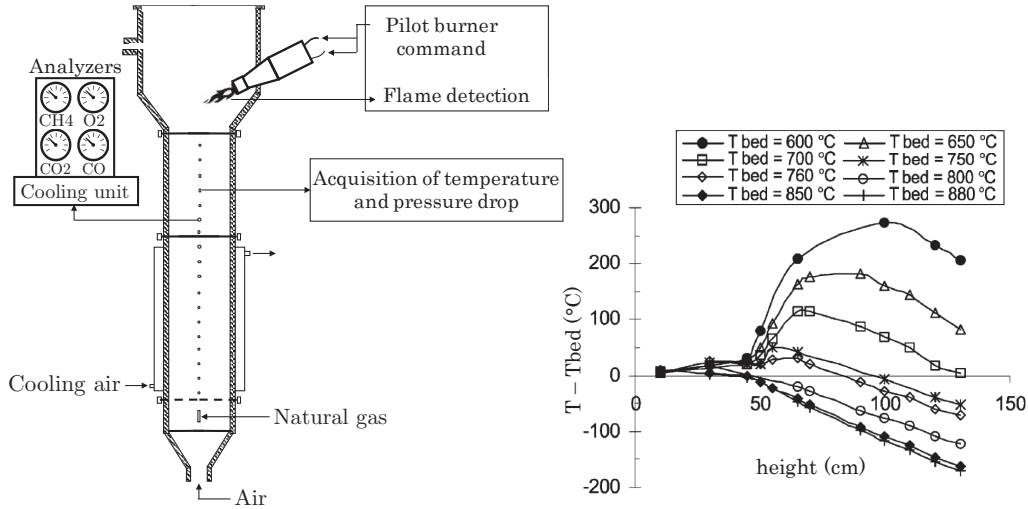 Pilot burner
command
Flame detection
Analyzers
CH4 O2
CO2 CO
Cooling unit
Acquisition of temperature
and pressure drop
Cooling air
Natural gas
Air
T bed = 600 °C T bed = 650 °C
T bed = 700 °C T bed = 750 °C
T bed = 760 °C T bed = 800 °C
T bed = 850 °C T bed = 880 °C
T – Tbed (°C)
300
200
100
0
-100
-200
0 50 100 150
height (cm)